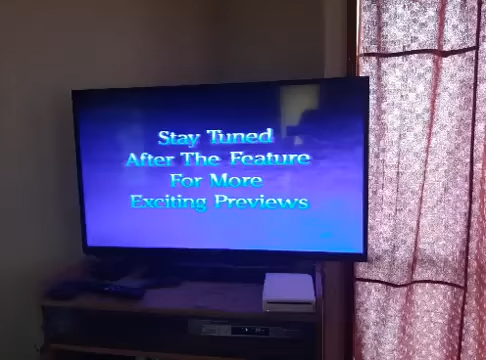 Stay Tuned
After The Feature
For More
Exciting Previews